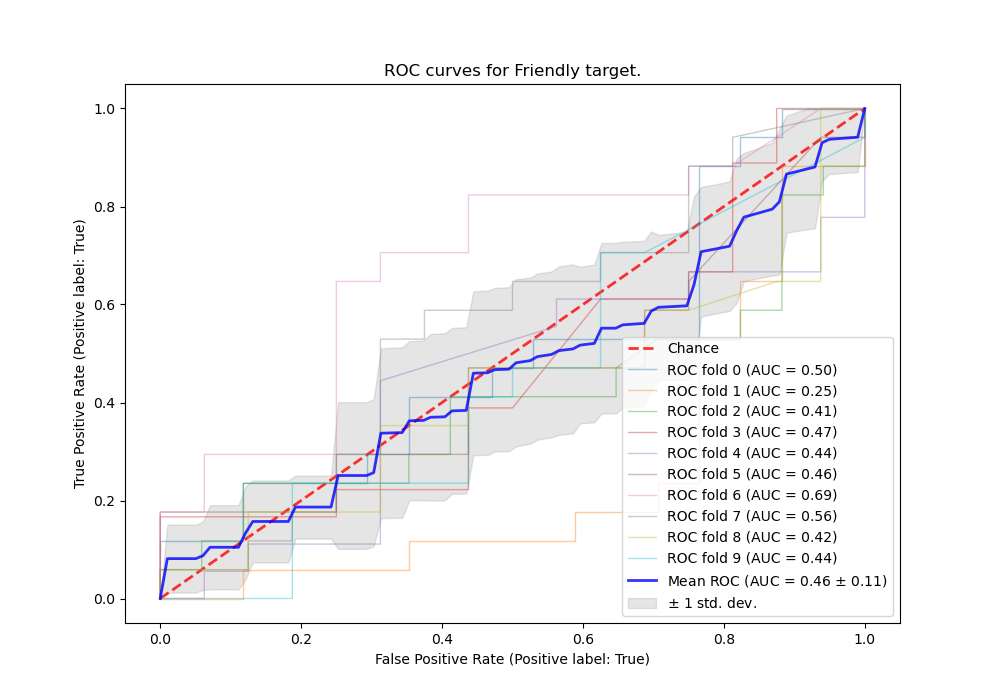 ROC curves for Friendly target.
True Positive Rate (Positive label: True)
1.0
0.8
0.6
0.4
0.2
0.0
0.0 0.2 0.4 0.6 0.8 1.0
False Positive Rate (Positive label: True)
Chance
ROC fold 0 (AUC = 0.50)
ROC fold 1 (AUC = 0.25)
ROC fold 2 (AUC = 0.41)
ROC fold 3 (AUC = 0.47)
ROC fold 4 (AUC = 0.44)
ROC fold 5 (AUC = 0.46)
ROC fold 6 (AUC = 0.69)
ROC fold 7 (AUC = 0.56)
ROC fold 8 (AUC = 0.42)
ROC fold 9 (AUC = 0.44)
Mean ROC (AUC = 0.46 ± 0.11)
± 1 std. dev.